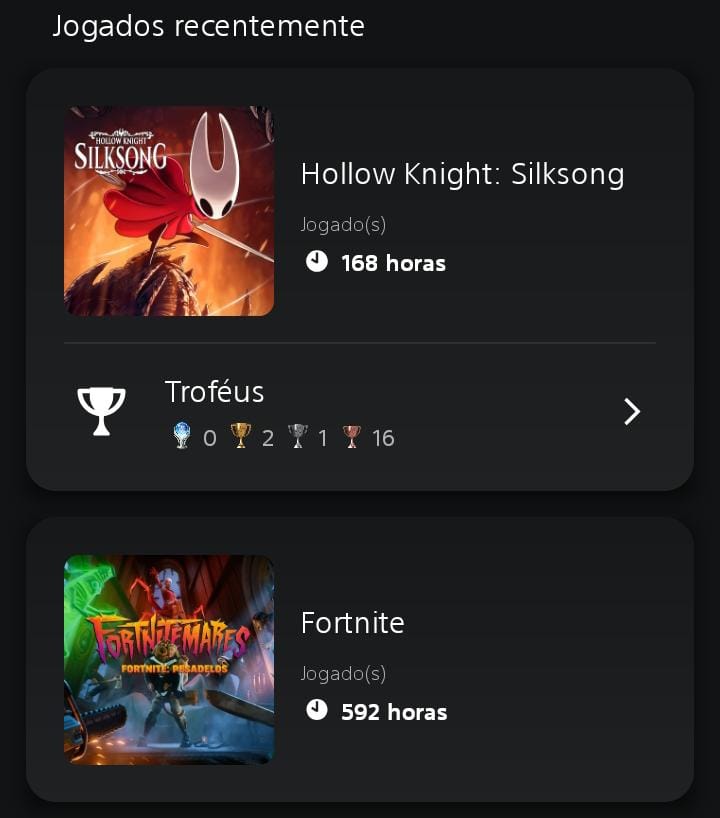 Jogados recentemente
HOLLOW KNIGHT
SILKSONG
Hollow Knight: Silksong
Jogado(s)
168 horas
Troféus
0 2 1 16
FORTNITEMARES
FORTNITE: PESADELOS
Fortnite
Jogado(s)
592 horas